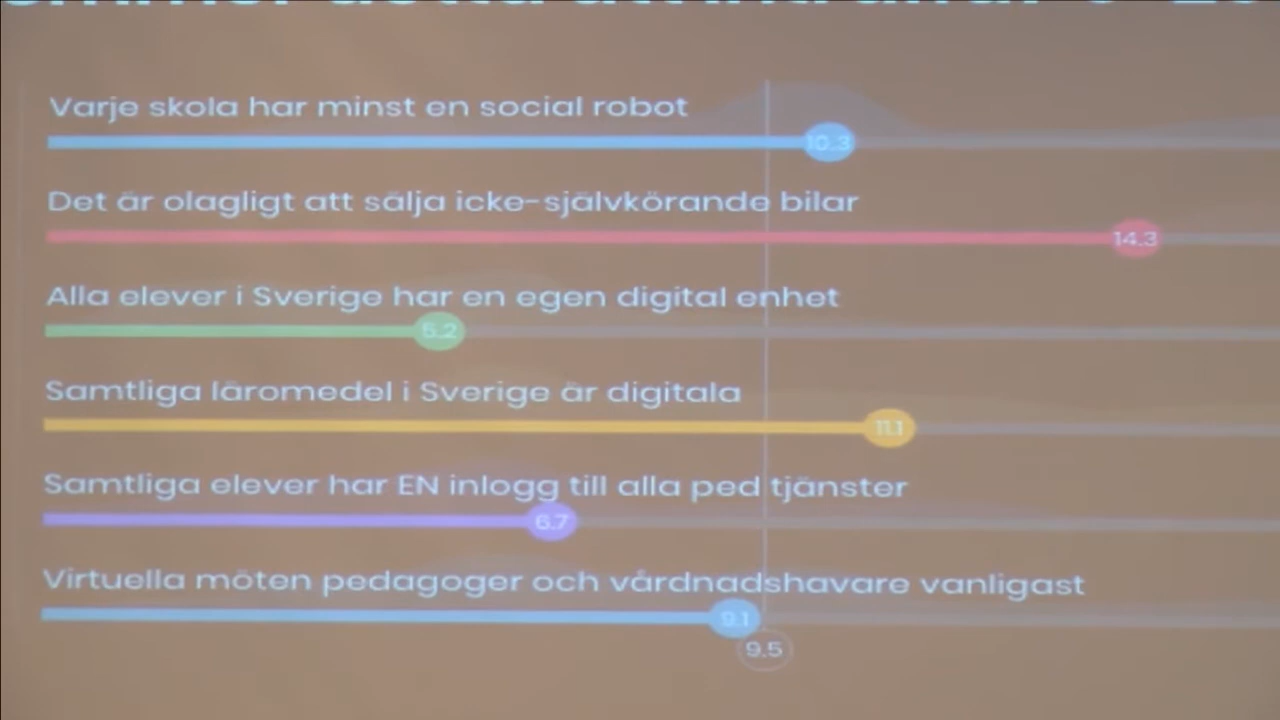 Varje skola har minst en social robot
10.3
Det är olagligt att sälja icke-självkörande bilar
14.3
Alla elever i Sverige har en egen digital enhet
5.2
Samtliga läromedel i Sverige är digitala
11.1
Samtliga elever har EN inlogg till alla ped tjänster
6.7
Virtuella möten pedagoger och vårdnadshavare vanligast
9.1
9.5